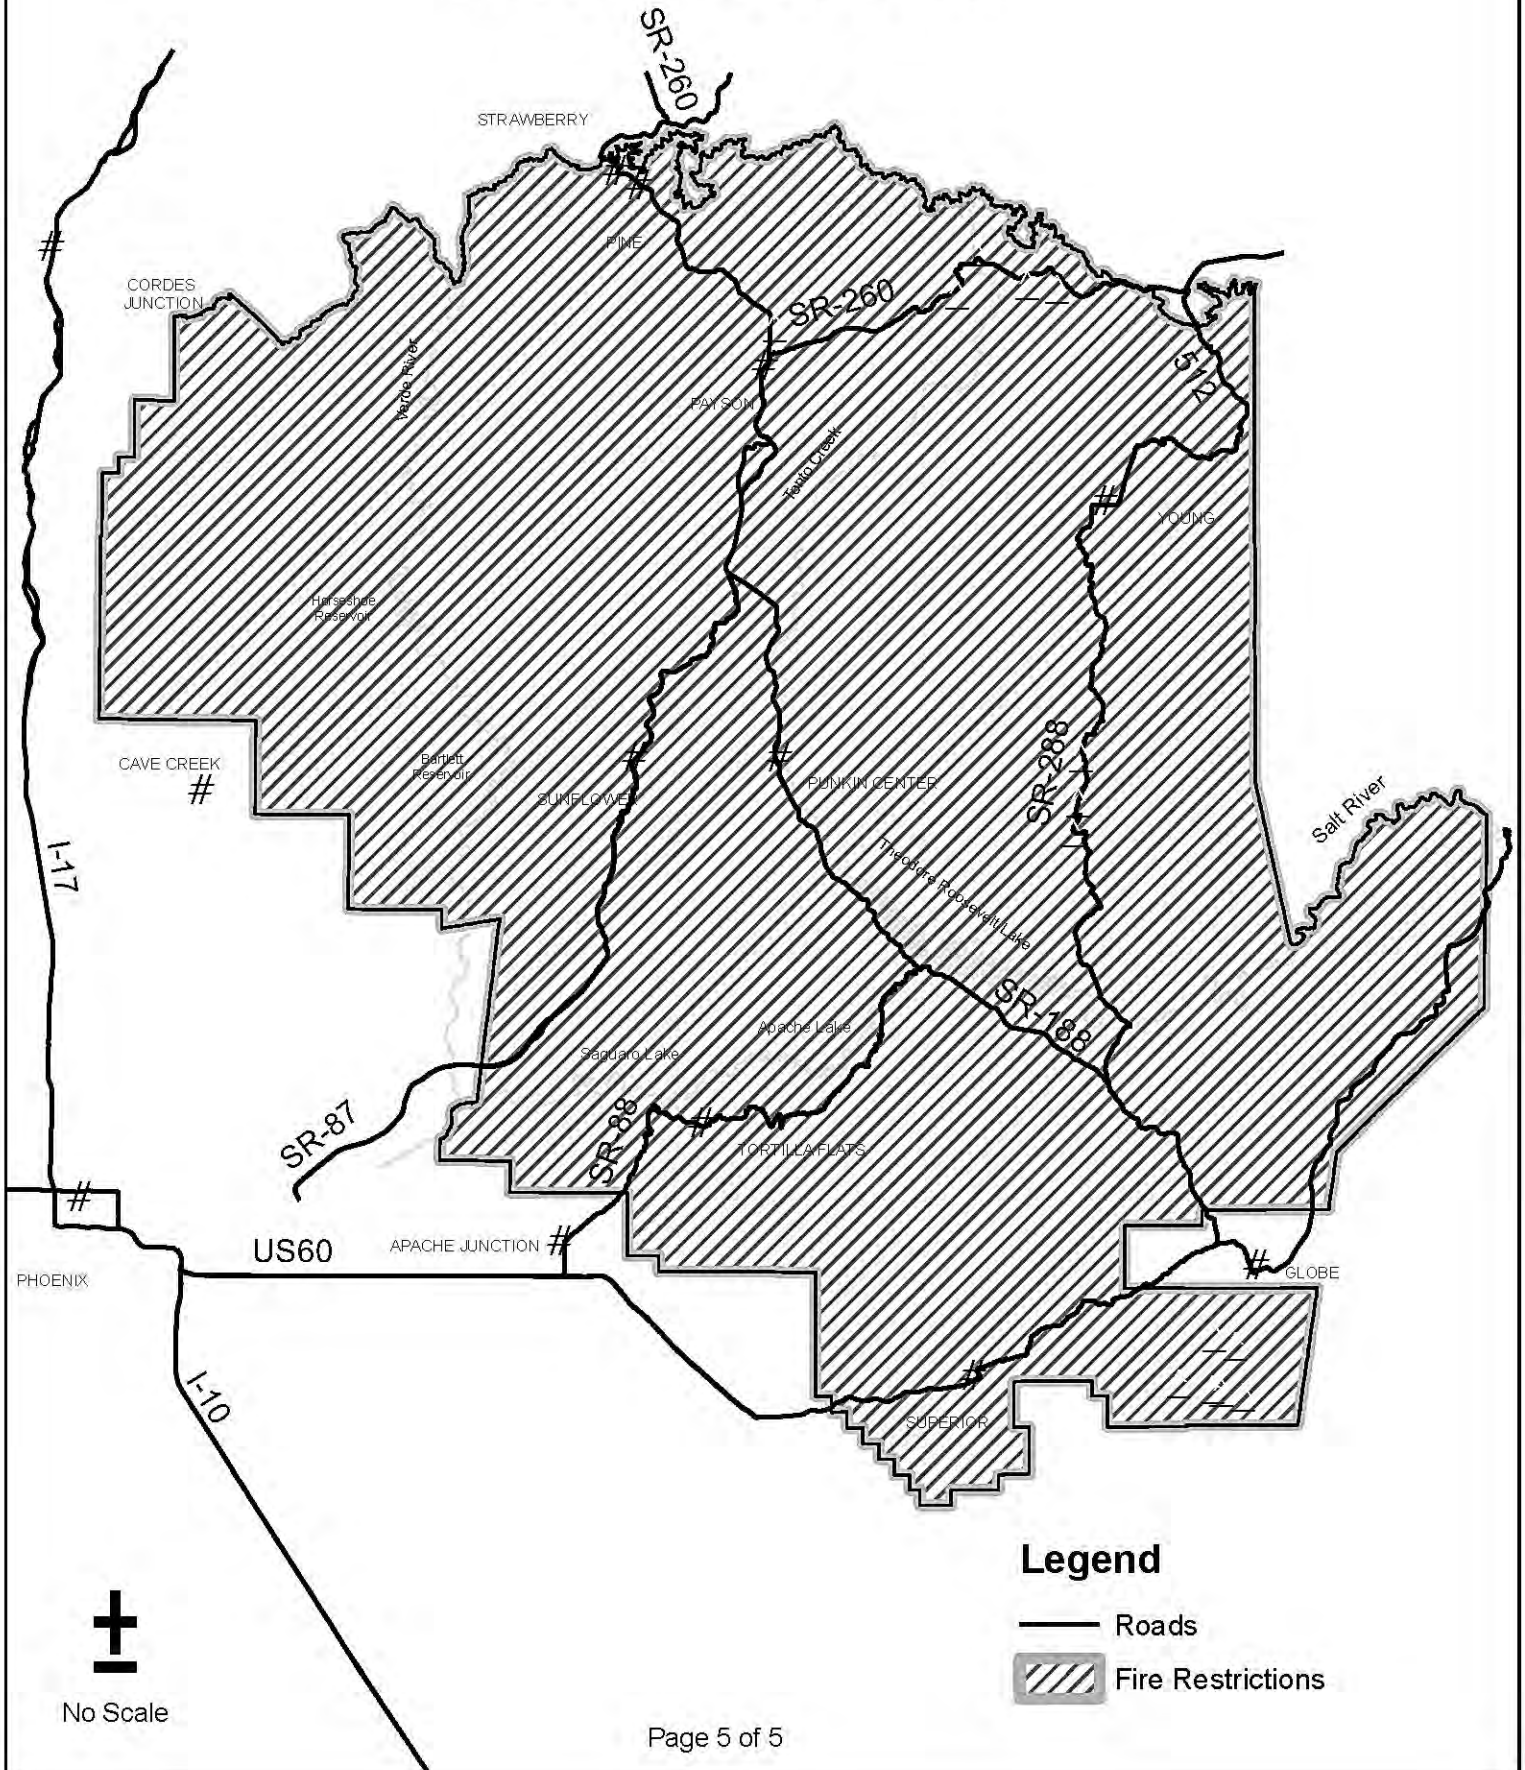 SR-260
STRAWBERRY
PINE
CORDES
JUNCTION
SR-260
Verde River
512
PAYSON
Tonto Creek
YOUNG
Horseshoe
Reservoir
SR-288
CAVE CREEK
Bartlett
Reservoir
SUNFLOWER
PUNKIN CENTER
Salt River
I-17
Theodore Roosevelt Lake
SR-188
Apache Lake
Saguaro Lake
SR-87
SR-88
TORTILLA FLATS
US60
APACHE JUNCTION
PHOENIX
GLOBE
I-10
SUPERIOR
Legend
Roads
Fire Restrictions
No Scale
Page 5 of 5